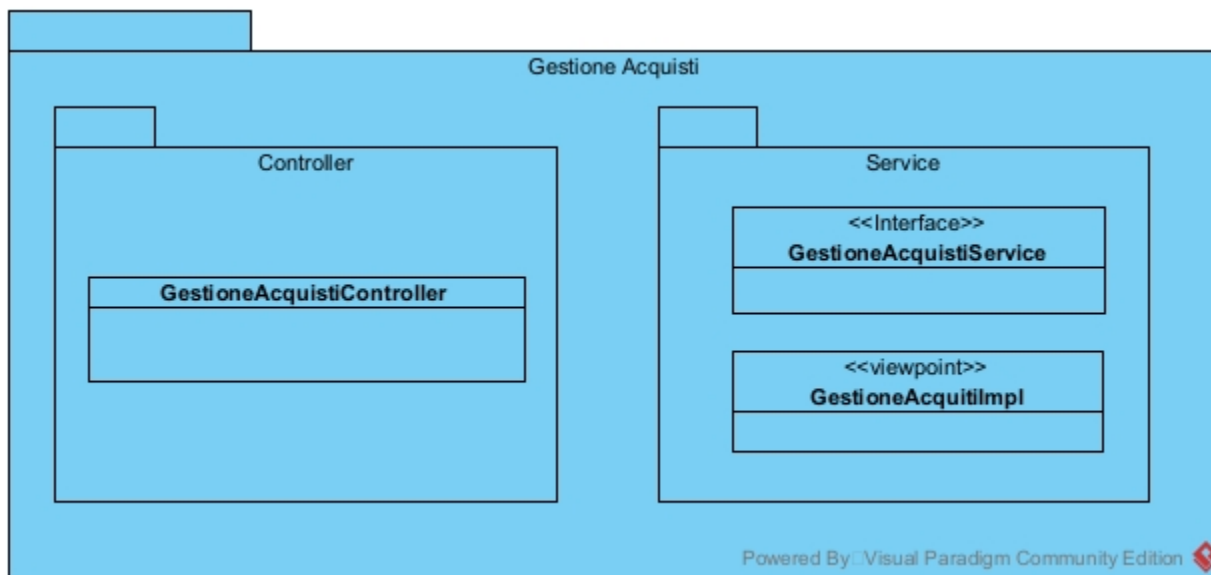 Gestione Acquisti
Controller
GestioneAcquistiController
Service
<<Interface>>
GestioneAcquistiService
<<viewpoint>>
GestioneAcquitiImpl
Powered By Visual Paradigm Community Edition